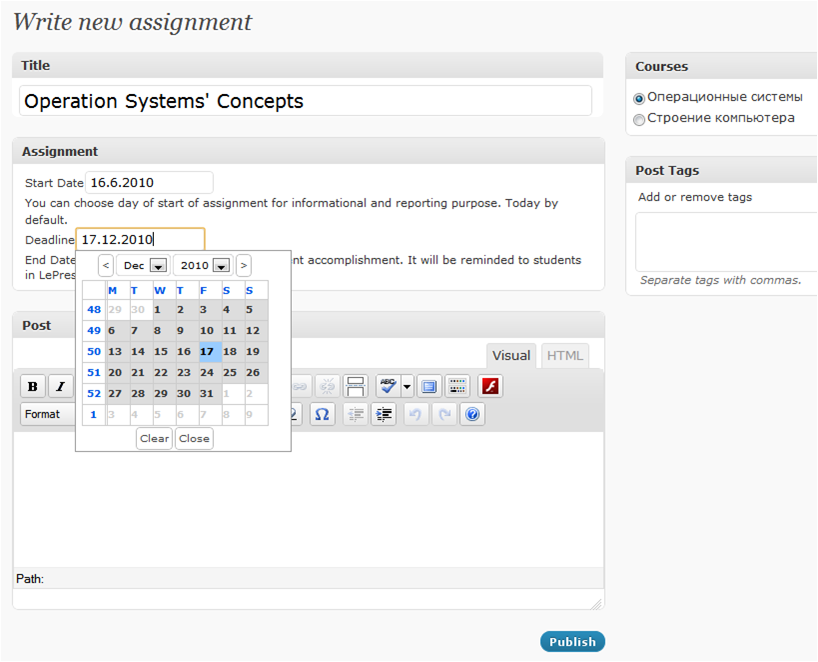 Write new assignment
Title
Operation Systems' Concepts
Assignment
Start Date 16.6.2010
You can choose day of start of assignment for informational and reporting purpose. Today by
default.
Deadline 17.12.2010
End Date
nt accomplishment. It will be reminded to students
in LePres
< Dec 2010 >
M T W T F S S
48 29 30 1 2 3 4 5
49 6 7 8 9 10 11 12
50 13 14 15 16 17 18 19
51 20 21 22 23 24 25 26
52 27 28 29 30 31 1 2
1 3 4 5 6 7 8 9
Clear Close
Post
Visual HTML
B I ABC
Format Ω
Path:
Publish
Courses
Операционные системы
Строение компьютера
Post Tags
Add or remove tags
Separate tags with commas.